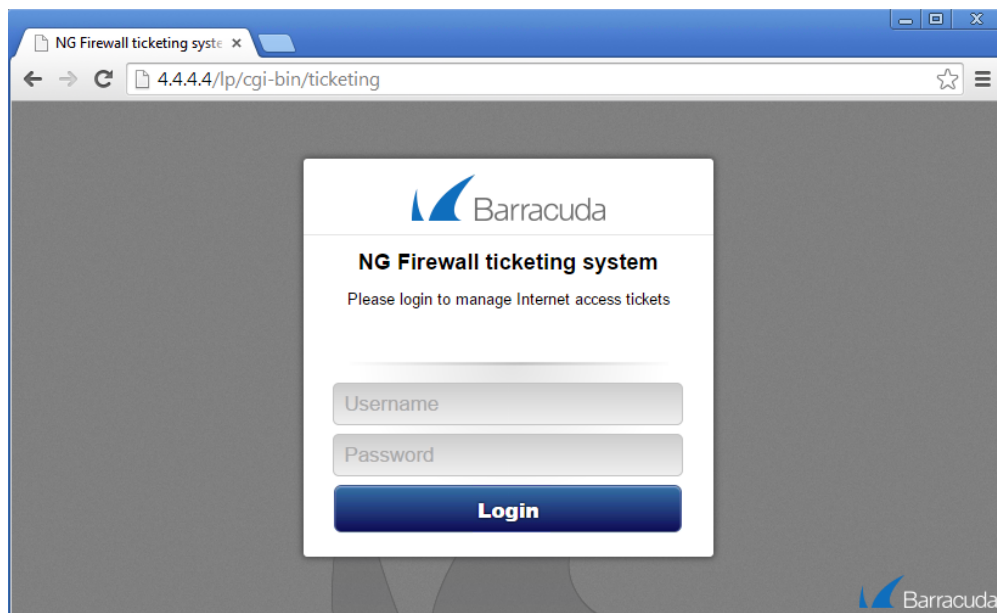 NG Firewall ticketing syste
4.4.4.4/lp/cgi-bin/ticketing
Barracuda
NG Firewall ticketing system
Please login to manage Internet access tickets
Username
Password
Login
Barracuda